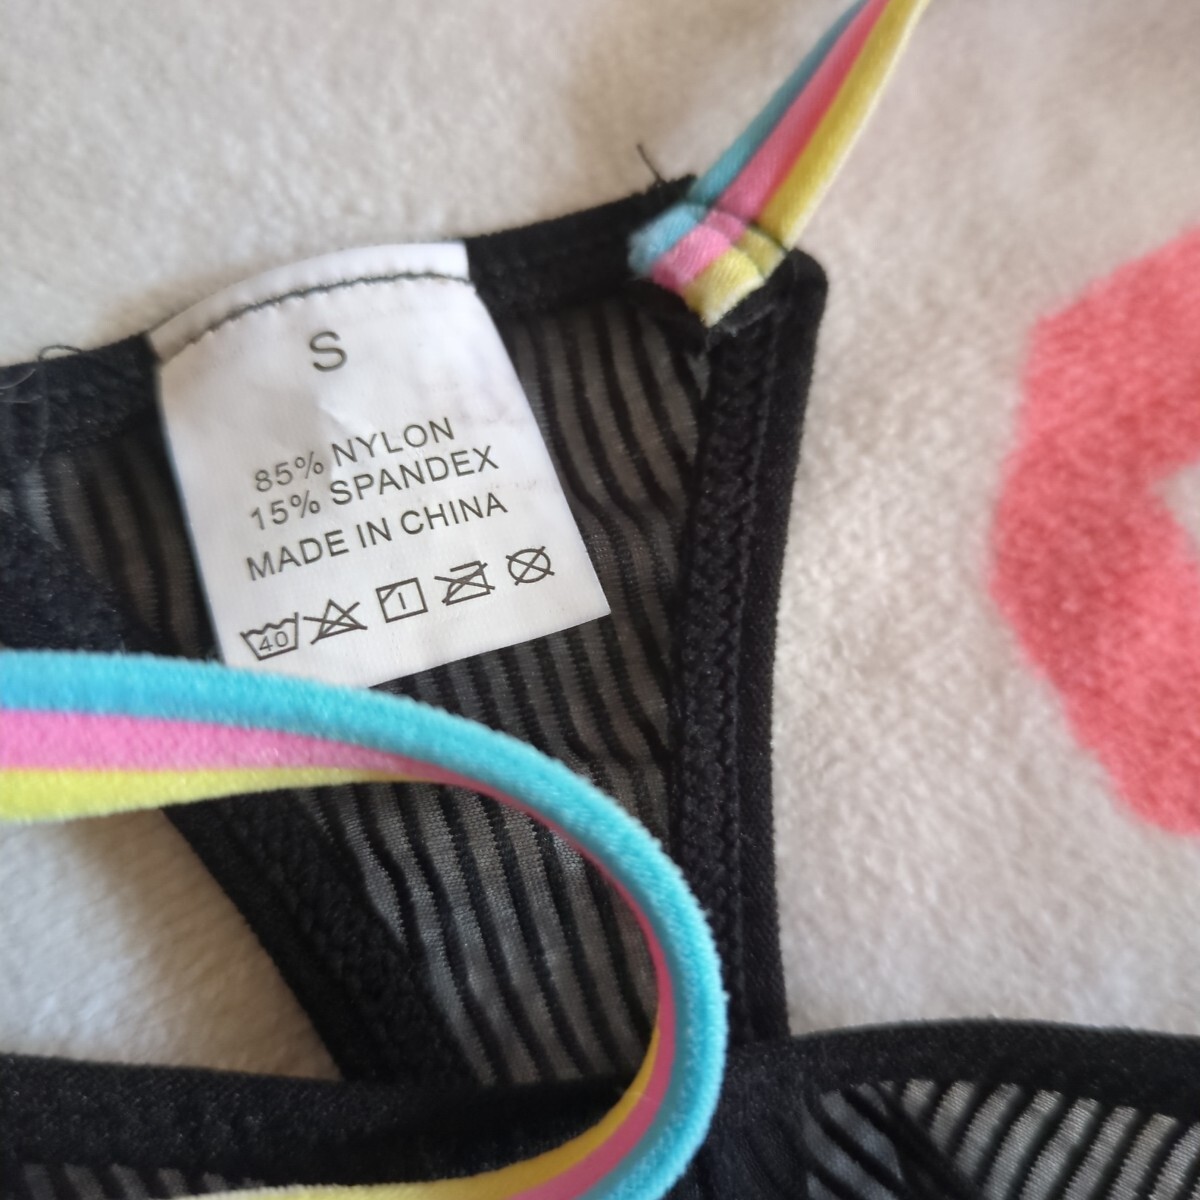 S
85% NYLON
15% SPANDEX
MADE IN CHINA
40